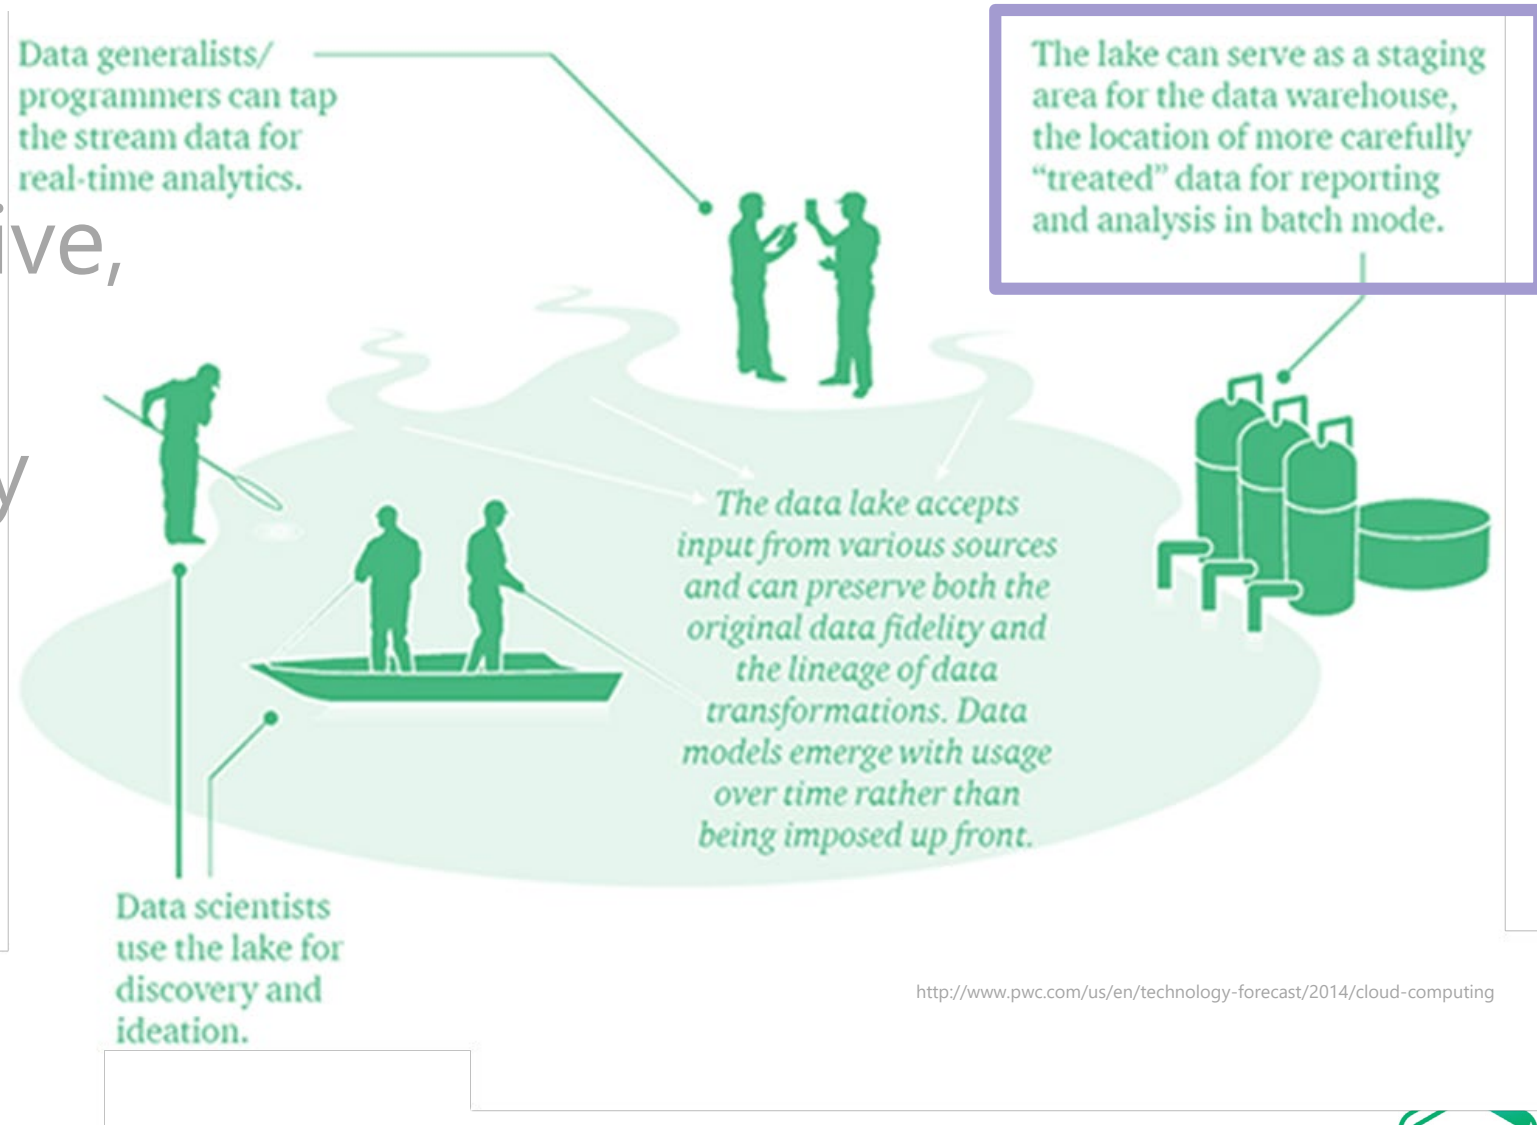 Data generalists/
programmers can tap
the stream data for
real-time analytics.
The lake can serve as a staging
area for the data warehouse,
the location of more carefully
“treated” data for reporting
and analysis in batch mode.
ive,
y
The data lake accepts
input from various sources
and can preserve both the
original data fidelity and
the lineage of data
transformations. Data
models emerge with usage
over time rather than
being imposed up front.
Data scientists
use the lake for
discovery and
ideation.
http://www.pwc.com/us/en/technology-forecast/2014/cloud-computing